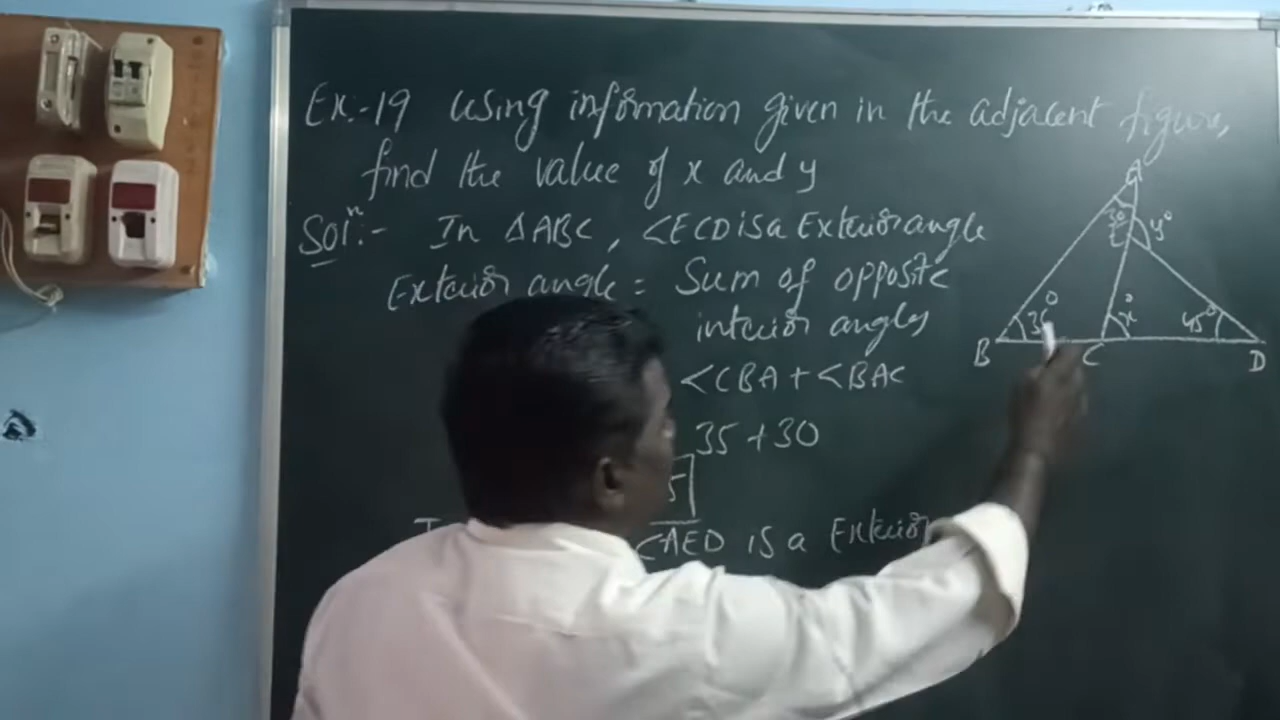 Ex:-19 Using information given in the adjacent figure,
find the value of x and y
Solⁿ:- In ΔABC, <ECD is a Exterior angle
Exterior angle = Sum of opposite
interior angles
<CBA + <BAC
35 + 30
5
<AED is a Exterior
A
30°
E
y°
35°
x°
45°
B
C
D